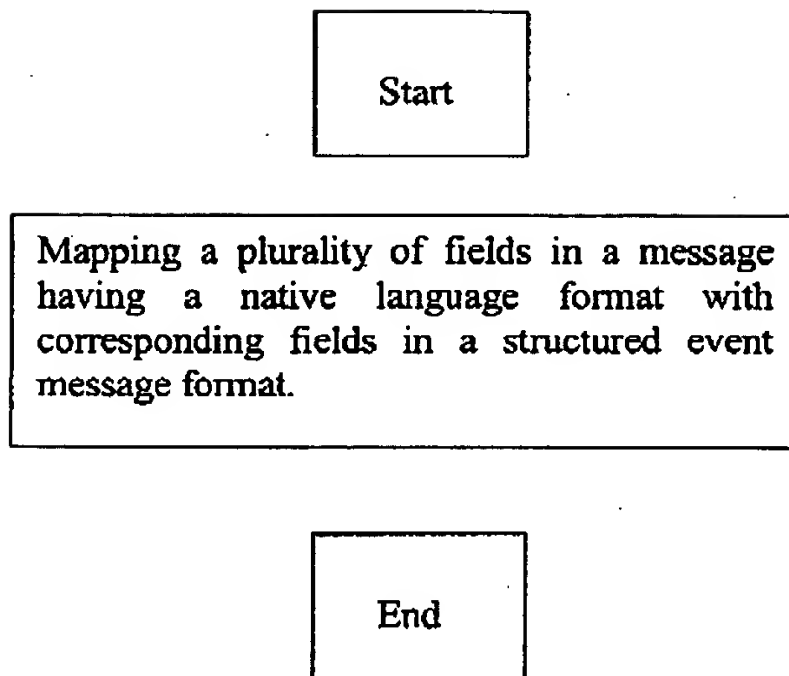 Start
Mapping a plurality of fields in a message
having a native language format with
corresponding fields in a structured event
message format.
End